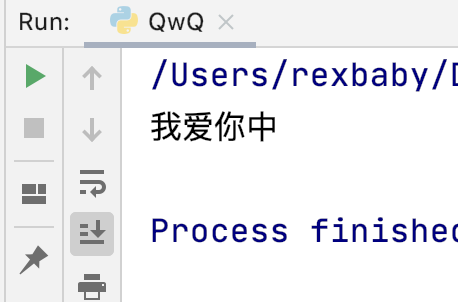 Run: QwQ
/Users/rexbaby/
我爱你中
Process finished